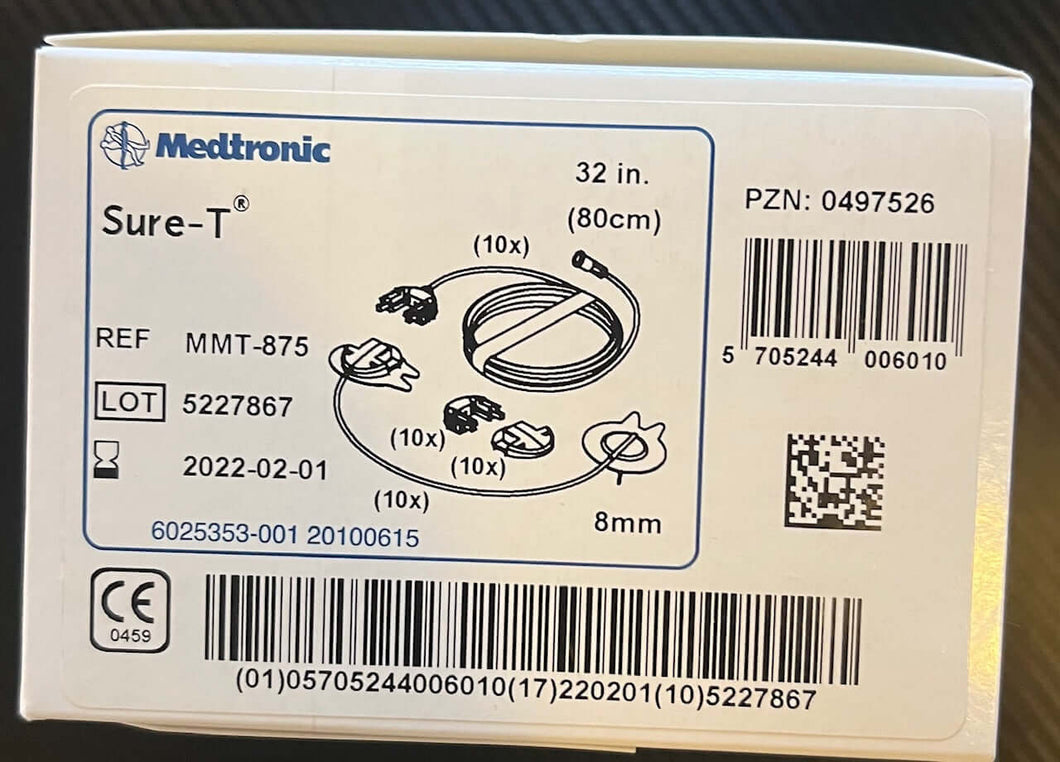 Medtronic
Sure-T®
32 in.
(80cm)
(10x)
REF MMT-875
LOT 5227867
2022-02-01
(10x)
(10x)
(10x)
8mm
6025353-001 20100615
PZN: 0497526
5 705244 006010
CE
0459
(01)05705244006010(17)220201(10)5227867